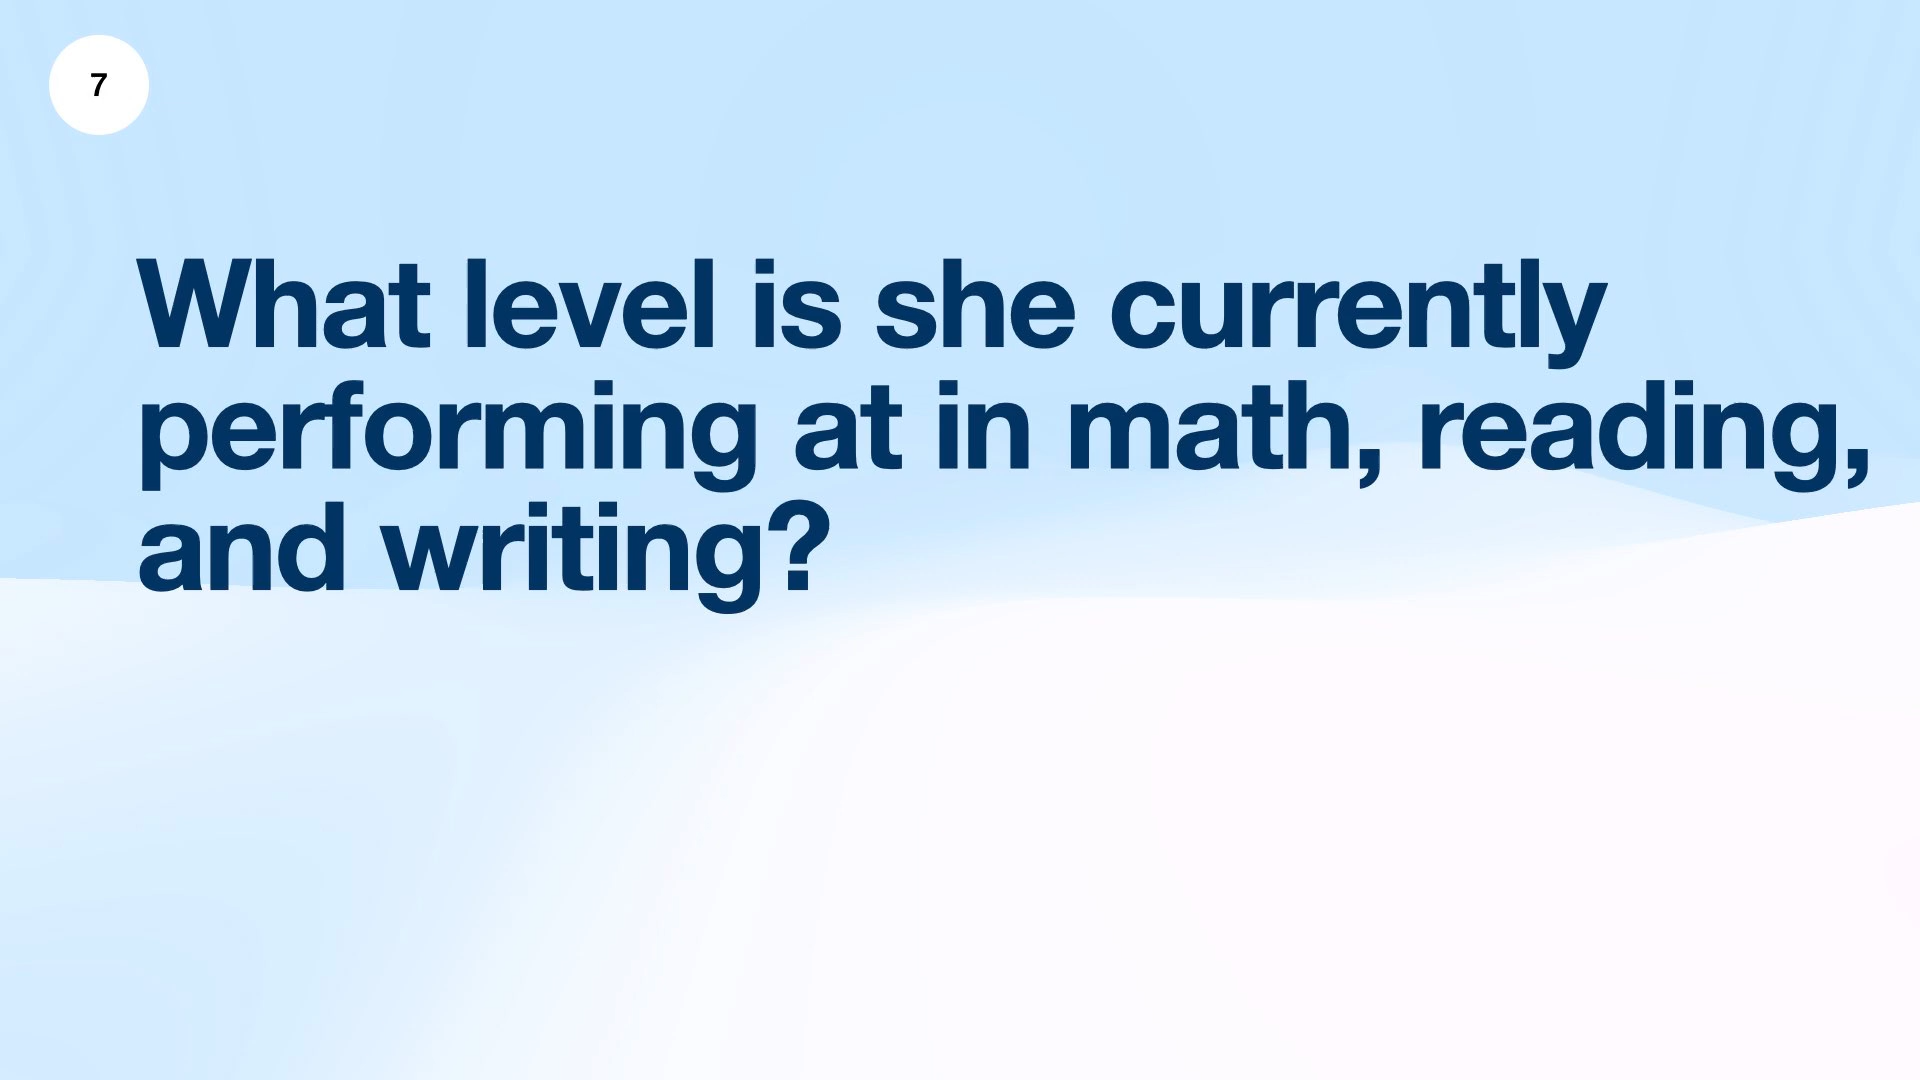 7
What level is she currently
performing at in math, reading,
and writing?